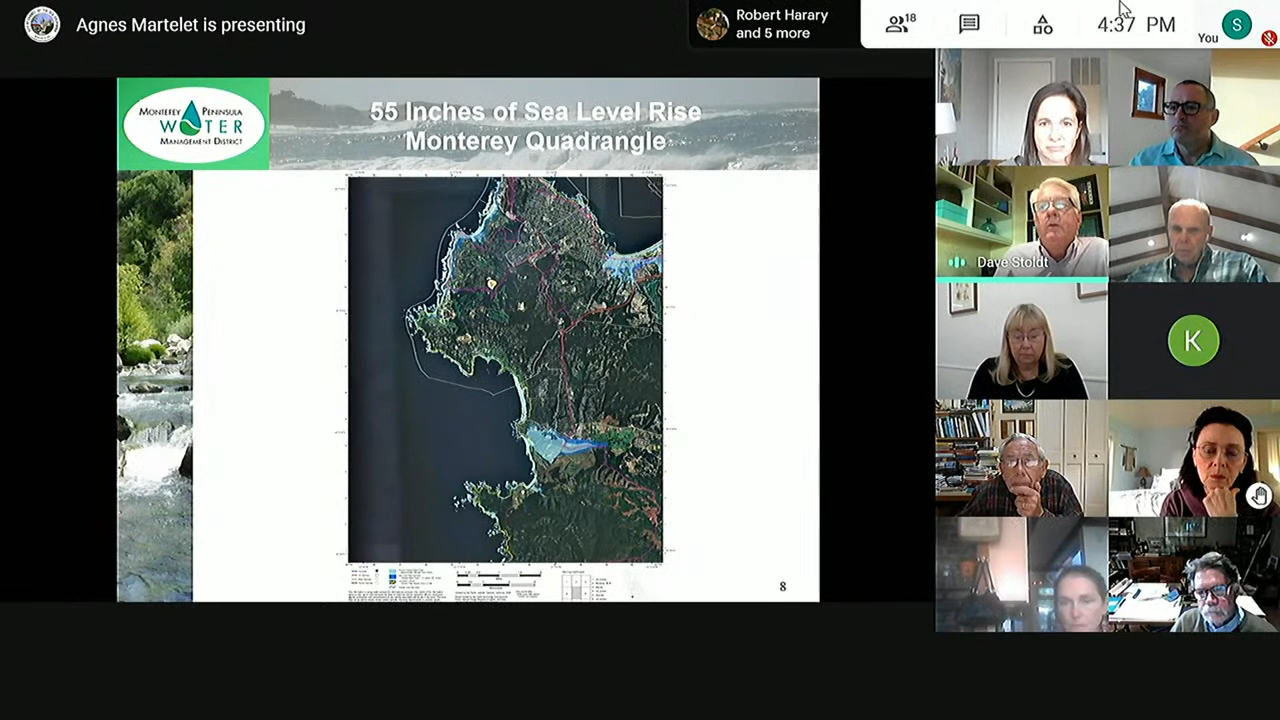 Agnes Martelet is presenting
Robert Harary
and 5 more
18
4:37 PM
You
S
MONTEREY PENINSULA
WATER
MANAGEMENT DISTRICT
55 Inches of Sea Level Rise
Monterey Quadrangle
Dave Stoldt
K
8